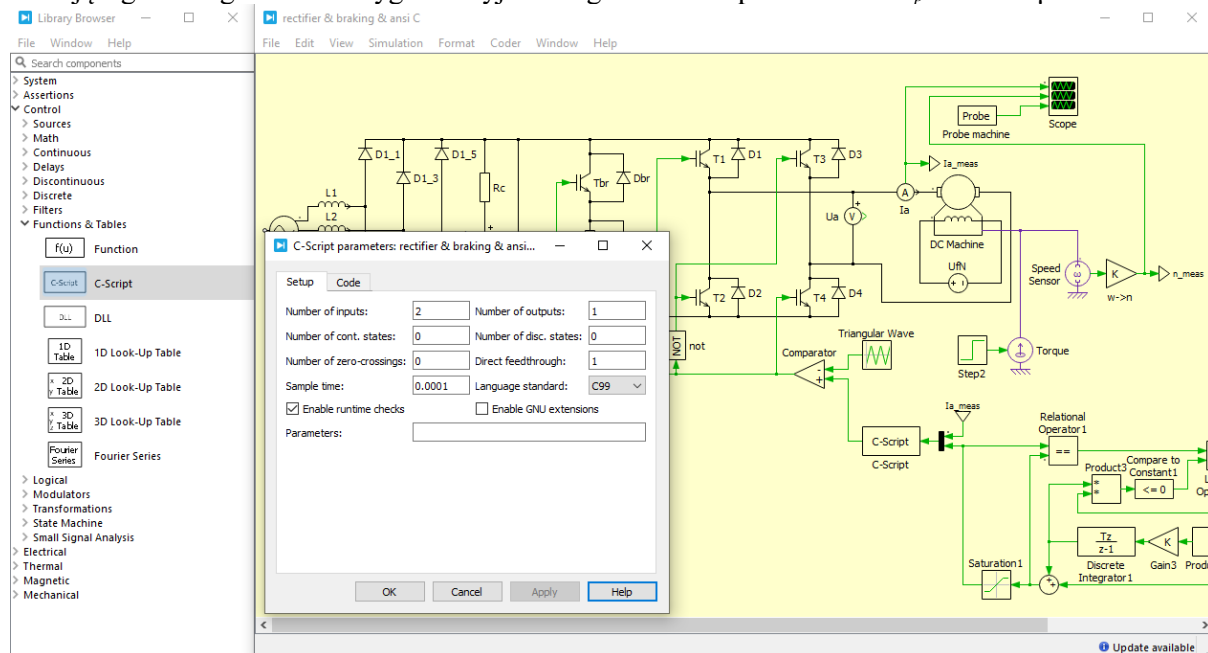 Library Browser
File Window Help
Search components
System
Assertions
Control
Sources
Math
Continuous
Delays
Discontinuous
Discrete
Filters
Functions & Tables
f(u) Function
C-Script C-Script
DLL DLL
1D Table 1D Look-Up Table
x 2D y Table 2D Look-Up Table
x 3D y z Table 3D Look-Up Table
Fourier Series Fourier Series
Logical
Modulators
Transformations
State Machine
Small Signal Analysis
Electrical
Thermal
Magnetic
Mechanical
rectifier & braking & ansi C
File Edit View Simulation Format Coder Window Help
Probe
Probe machine
Scope
D1_1
D1_5
D1_3
Rc
Tbr
Dbr
T1
D1
T3
D3
L1
L2
Ia_meas
A
Ia
Ua
V
DC Machine
UfN
Speed Sensor
ω
K
w->n
n_meas
T2
D2
T4
D4
NOT
not
Comparator
Triangular Wave
Step2
Torque
Ia_meas
C-Script
C-Script
Relational Operator1
==
Product3
Compare to Constant1
<= 0
Tz
z-1
Discrete Integrator1
K
Gain3
Saturation1
C-Script parameters: rectifier & braking & ansi...
Setup Code
Number of inputs: 2 Number of outputs: 1
Number of cont. states: 0 Number of disc. states: 0
Number of zero-crossings: 0 Direct feedthrough: 1
Sample time: 0.0001 Language standard: C99
Enable runtime checks Enable GNU extensions
Parameters:
OK Cancel Apply Help
Update available